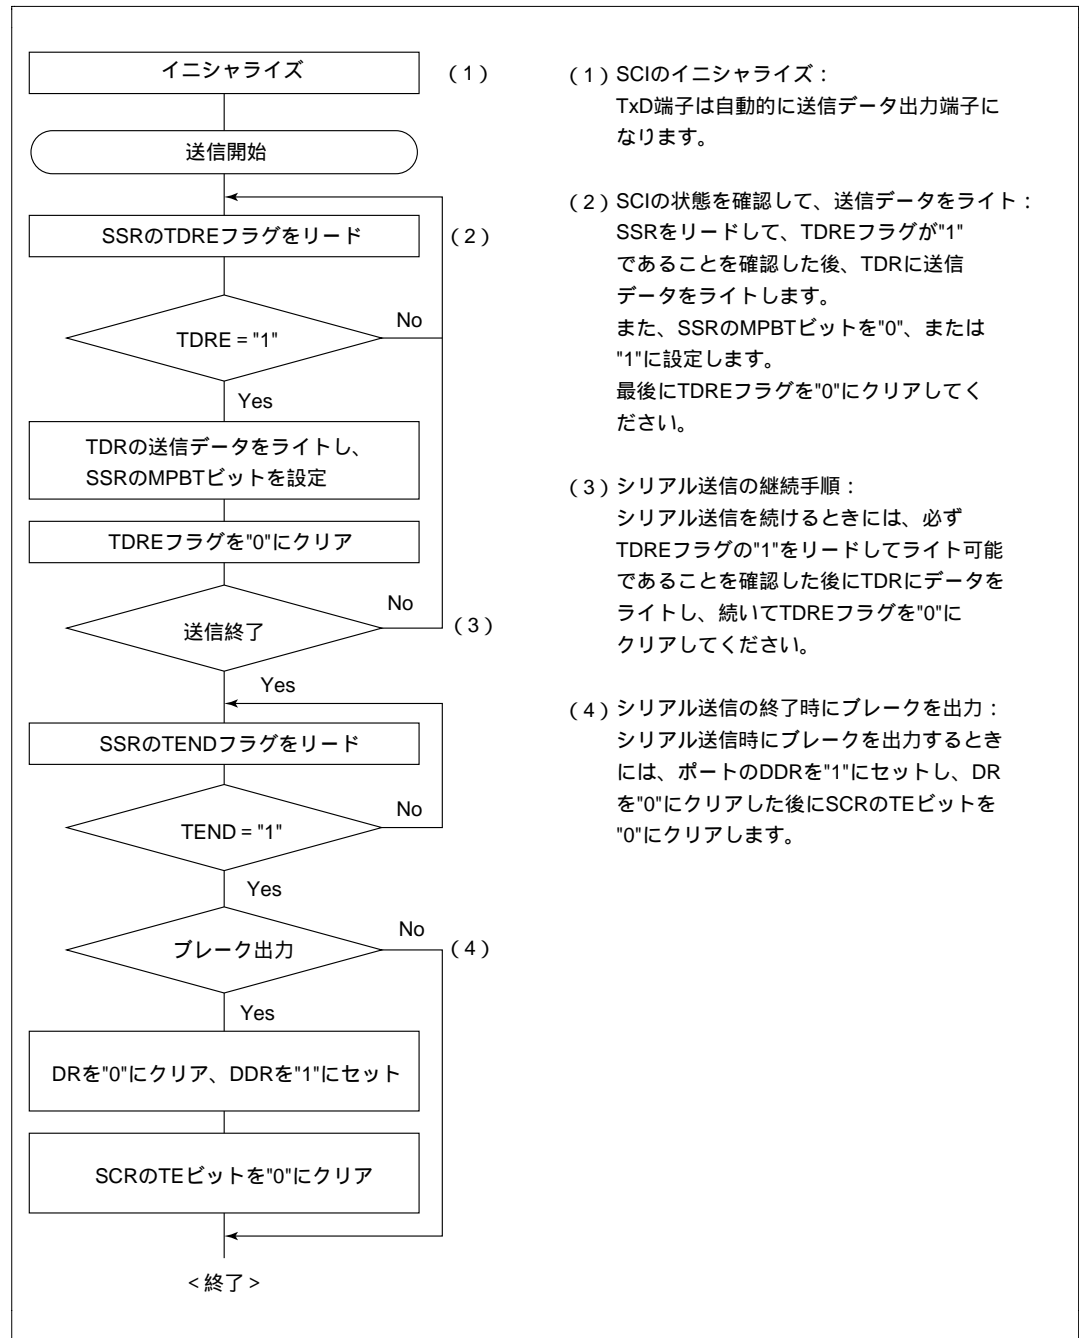 イニシャライズ
(1)
送信開始
SSRのTDREフラグをリード
(2)
TDRE = "1"
No
Yes
TDRの送信データをライトし、
SSRのMPBTビットを設定
TDREフラグを"0"にクリア
送信終了
No
(3)
Yes
SSRのTENDフラグをリード
TEND = "1"
No
Yes
ブレーク出力
No
(4)
Yes
DRを"0"にクリア、DDRを"1"にセット
SCRのTEビットを"0"にクリア
<終了>
(1) SCIのイニシャライズ:
TxD端子は自動的に送信データ出力端子に
なります。
(2) SCIの状態を確認して、送信データをライト:
SSRをリードして、TDREフラグが"1"
であることを確認した後、TDRに送信
データをライトします。
また、SSRのMPBTビットを"0"、または
"1"に設定します。
最後にTDREフラグを"0"にクリアしてく
ださい。
(3) シリアル送信の継続手順:
シリアル送信を続けるときには、必ず
TDREフラグの"1"をリードしてライト可能
であることを確認した後にTDRにデータを
ライトし、続いてTDREフラグを"0"に
クリアしてください。
(4) シリアル送信の終了時にブレークを出力:
シリアル送信時にブレークを出力するとき
には、ポートのDDRを"1"にセットし、DR
を"0"にクリアした後にSCRのTEビットを
"0"にクリアします。